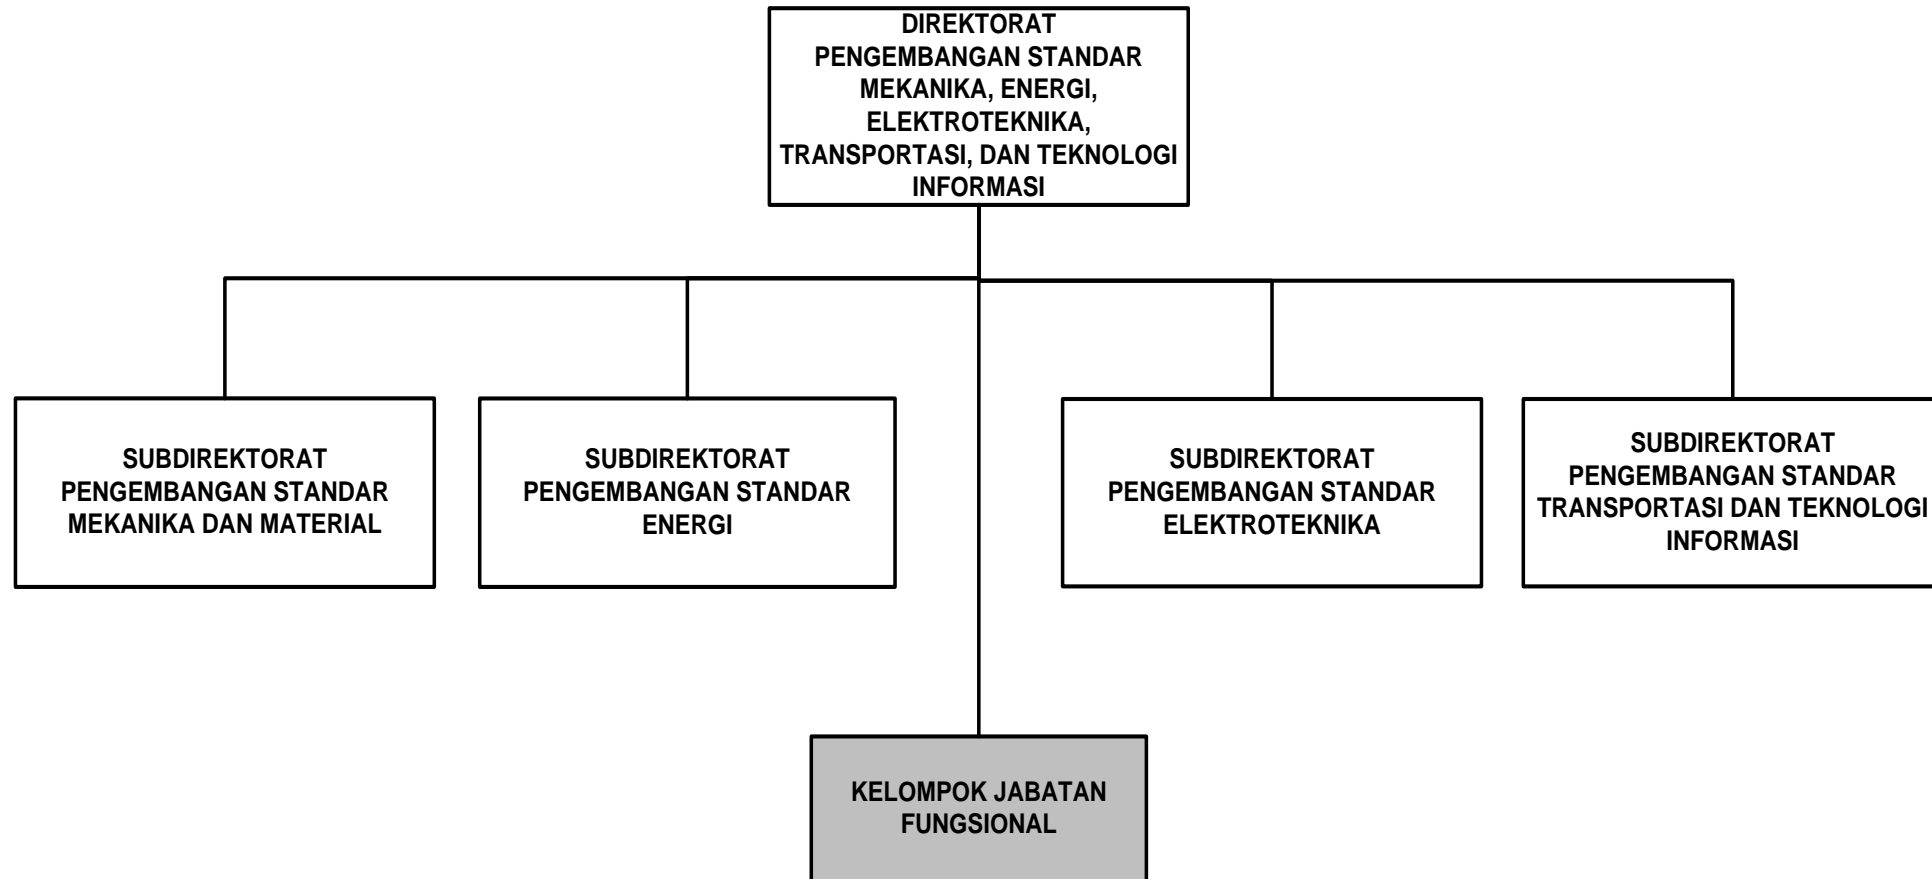 DIREKTORAT
PENGEMBANGAN STANDAR
MEKANIKA, ENERGI,
ELEKTROTEKNIKA,
TRANSPORTASI, DAN TEKNOLOGI
INFORMASI
SUBDIREKTORAT
PENGEMBANGAN STANDAR
MEKANIKA DAN MATERIAL
SUBDIREKTORAT
PENGEMBANGAN STANDAR
ENERGI
SUBDIREKTORAT
PENGEMBANGAN STANDAR
ELEKTROTEKNIKA
SUBDIREKTORAT
PENGEMBANGAN STANDAR
TRANSPORTASI DAN TEKNOLOGI
INFORMASI
KELOMPOK JABATAN
FUNGSIONAL